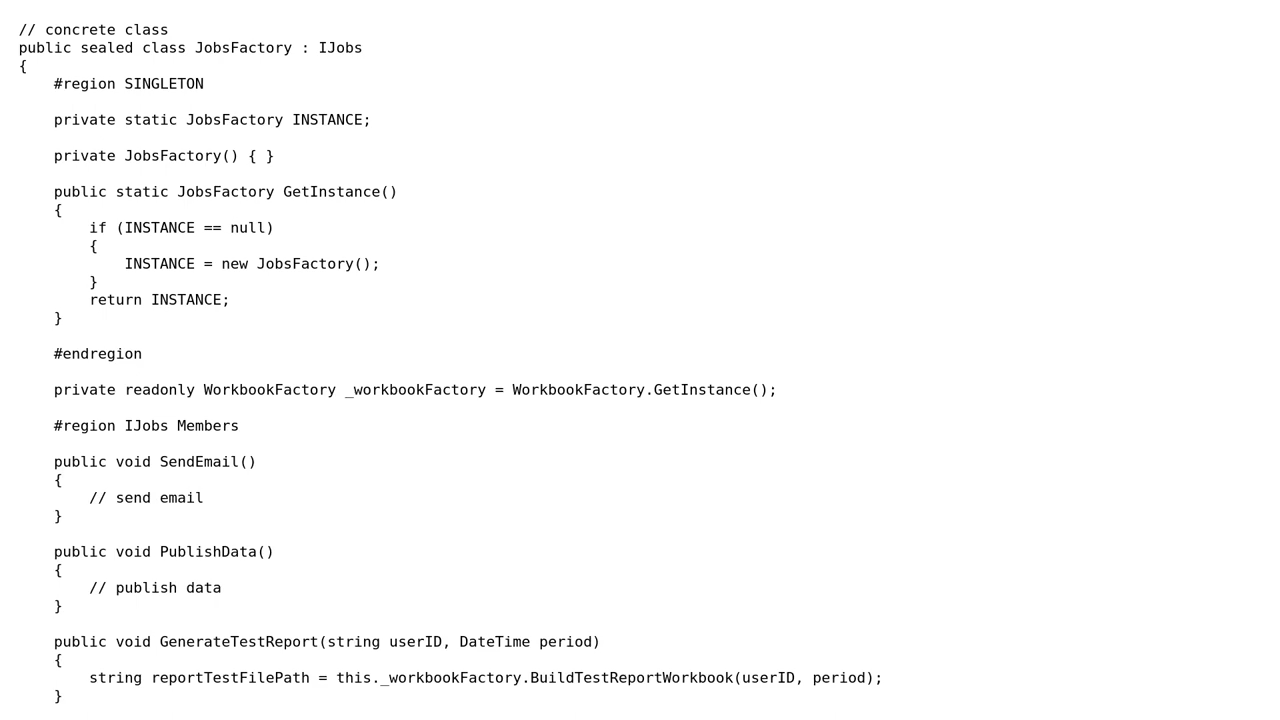 // concrete class
public sealed class JobsFactory : IJobs
{
    #region SINGLETON

    private static JobsFactory INSTANCE;

    private JobsFactory() { }

    public static JobsFactory GetInstance()
    {
        if (INSTANCE == null)
        {
            INSTANCE = new JobsFactory();
        }
        return INSTANCE;
    }

    #endregion

    private readonly WorkbookFactory _workbookFactory = WorkbookFactory.GetInstance();

    #region IJobs Members

    public void SendEmail()
    {
        // send email
    }

    public void PublishData()
    {
        // publish data
    }

    public void GenerateTestReport(string userID, DateTime period)
    {
        string reportTestFilePath = this._workbookFactory.BuildTestReportWorkbook(userID, period);
    }